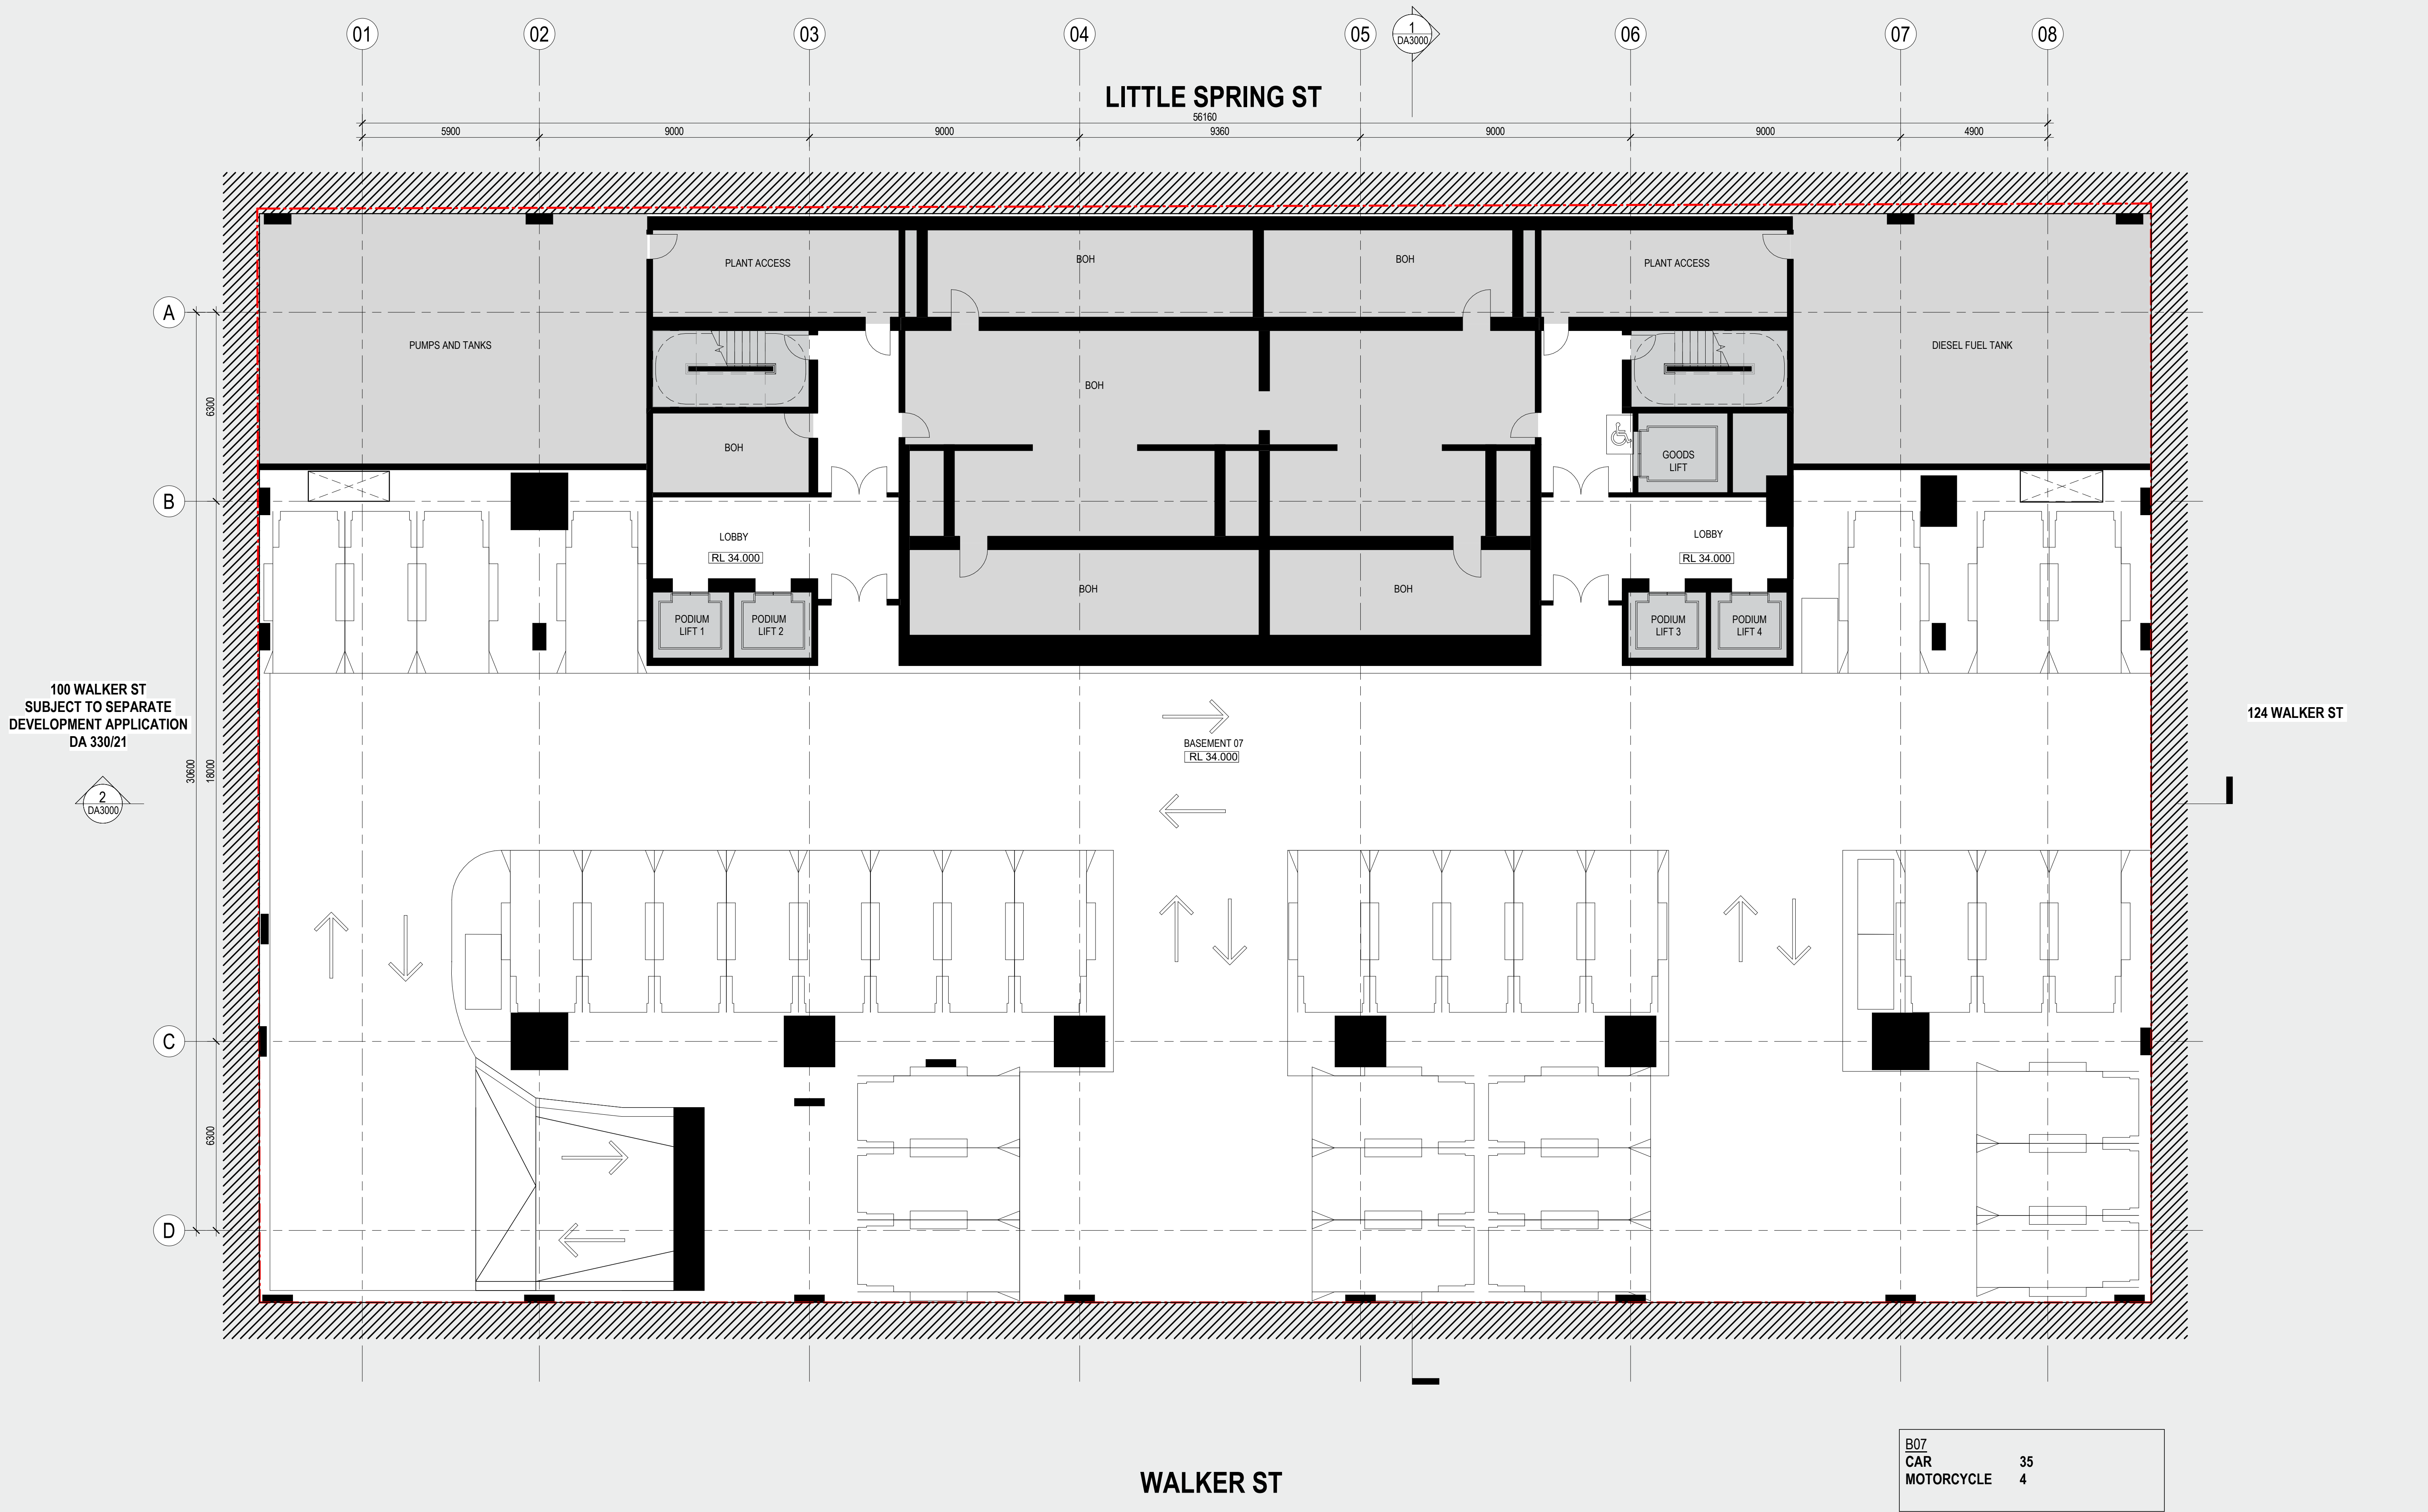 01
02
03
04
05
1
DA3000
06
07
08
LITTLE SPRING ST
56160
5900
9000
9000
9360
9000
9000
4900
PLANT ACCESS
BOH
BOH
PLANT ACCESS
A
PUMPS AND TANKS
DIESEL FUEL TANK
BOH
6300
BOH
GOODS
LIFT
B
LOBBY
RL 34.000
LOBBY
RL 34.000
BOH
BOH
PODIUM
LIFT 1
PODIUM
LIFT 2
PODIUM
LIFT 3
PODIUM
LIFT 4
100 WALKER ST
SUBJECT TO SEPARATE
DEVELOPMENT APPLICATION
DA 330/21
124 WALKER ST
BASEMENT 07
RL 34.000
30600
18000
2
DA3000
C
6300
D
WALKER ST
B07
CAR 35
MOTORCYCLE 4